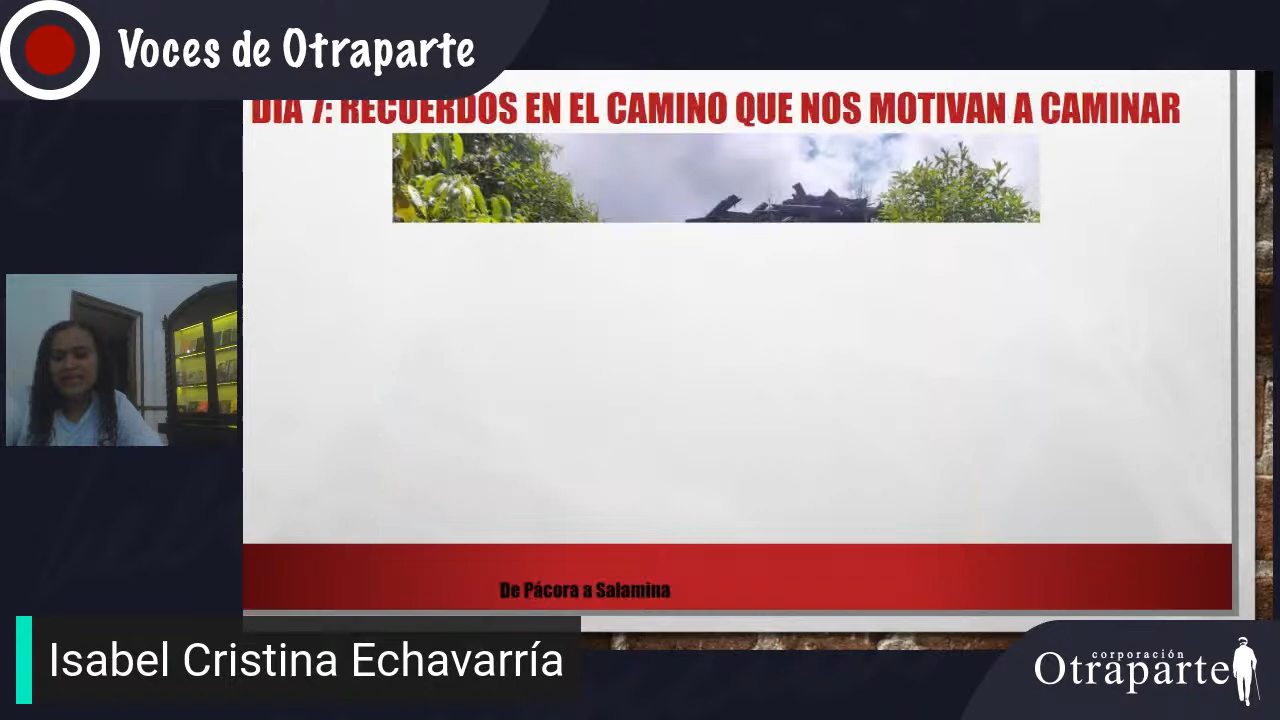 Voces de Otraparte
DÍA 7: RECUERDOS EN EL CAMINO QUE NOS MOTIVAN A CAMINAR
De Pácora a Salamina
Isabel Cristina Echavarría
corporación
Otraparte